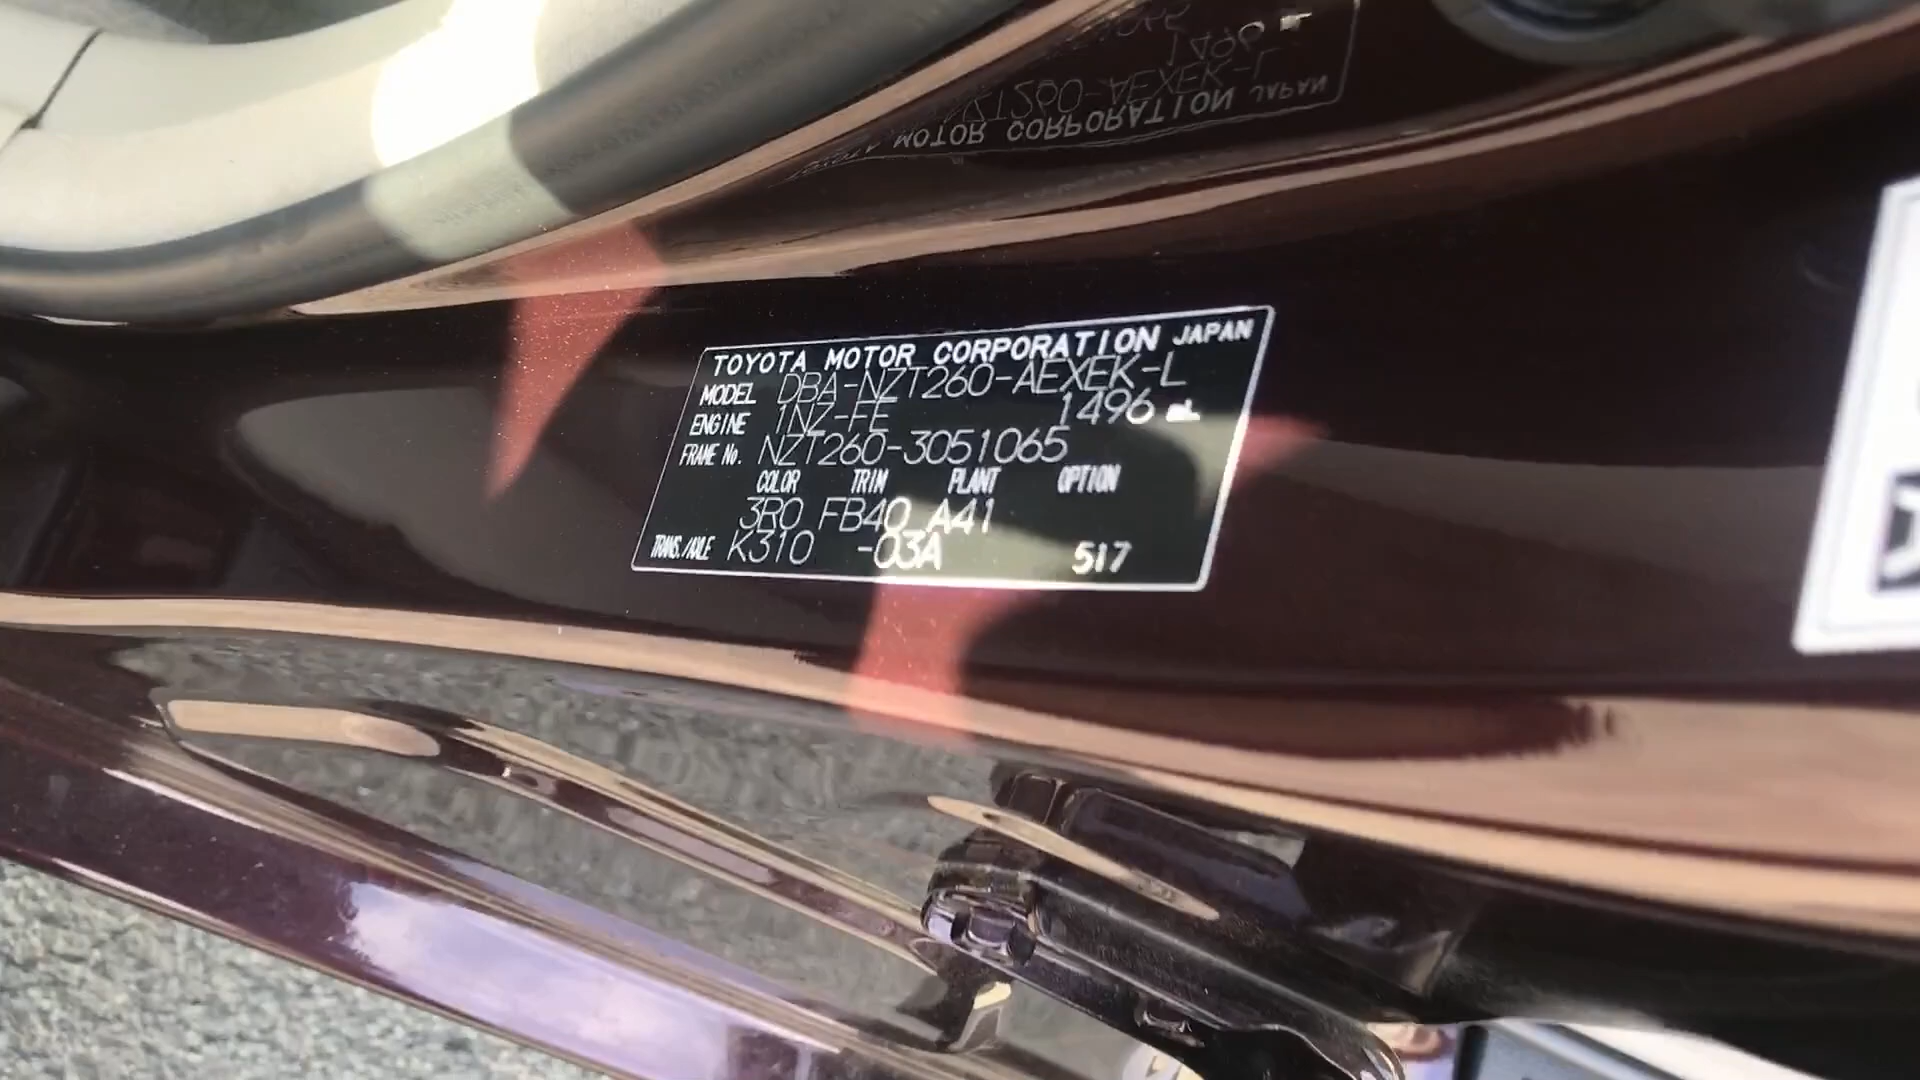 TOYOTA MOTOR CORPORATION JAPAN
MODEL DBA-NZT260-AEXEK-L
ENGINE 1NZ-FE 1496 mL
FRAME No. NZT260-3051065
COLOR TRIM PLANT OPTION
3R0 FB40 A41
TRANS./AXLE K310 -03A 517